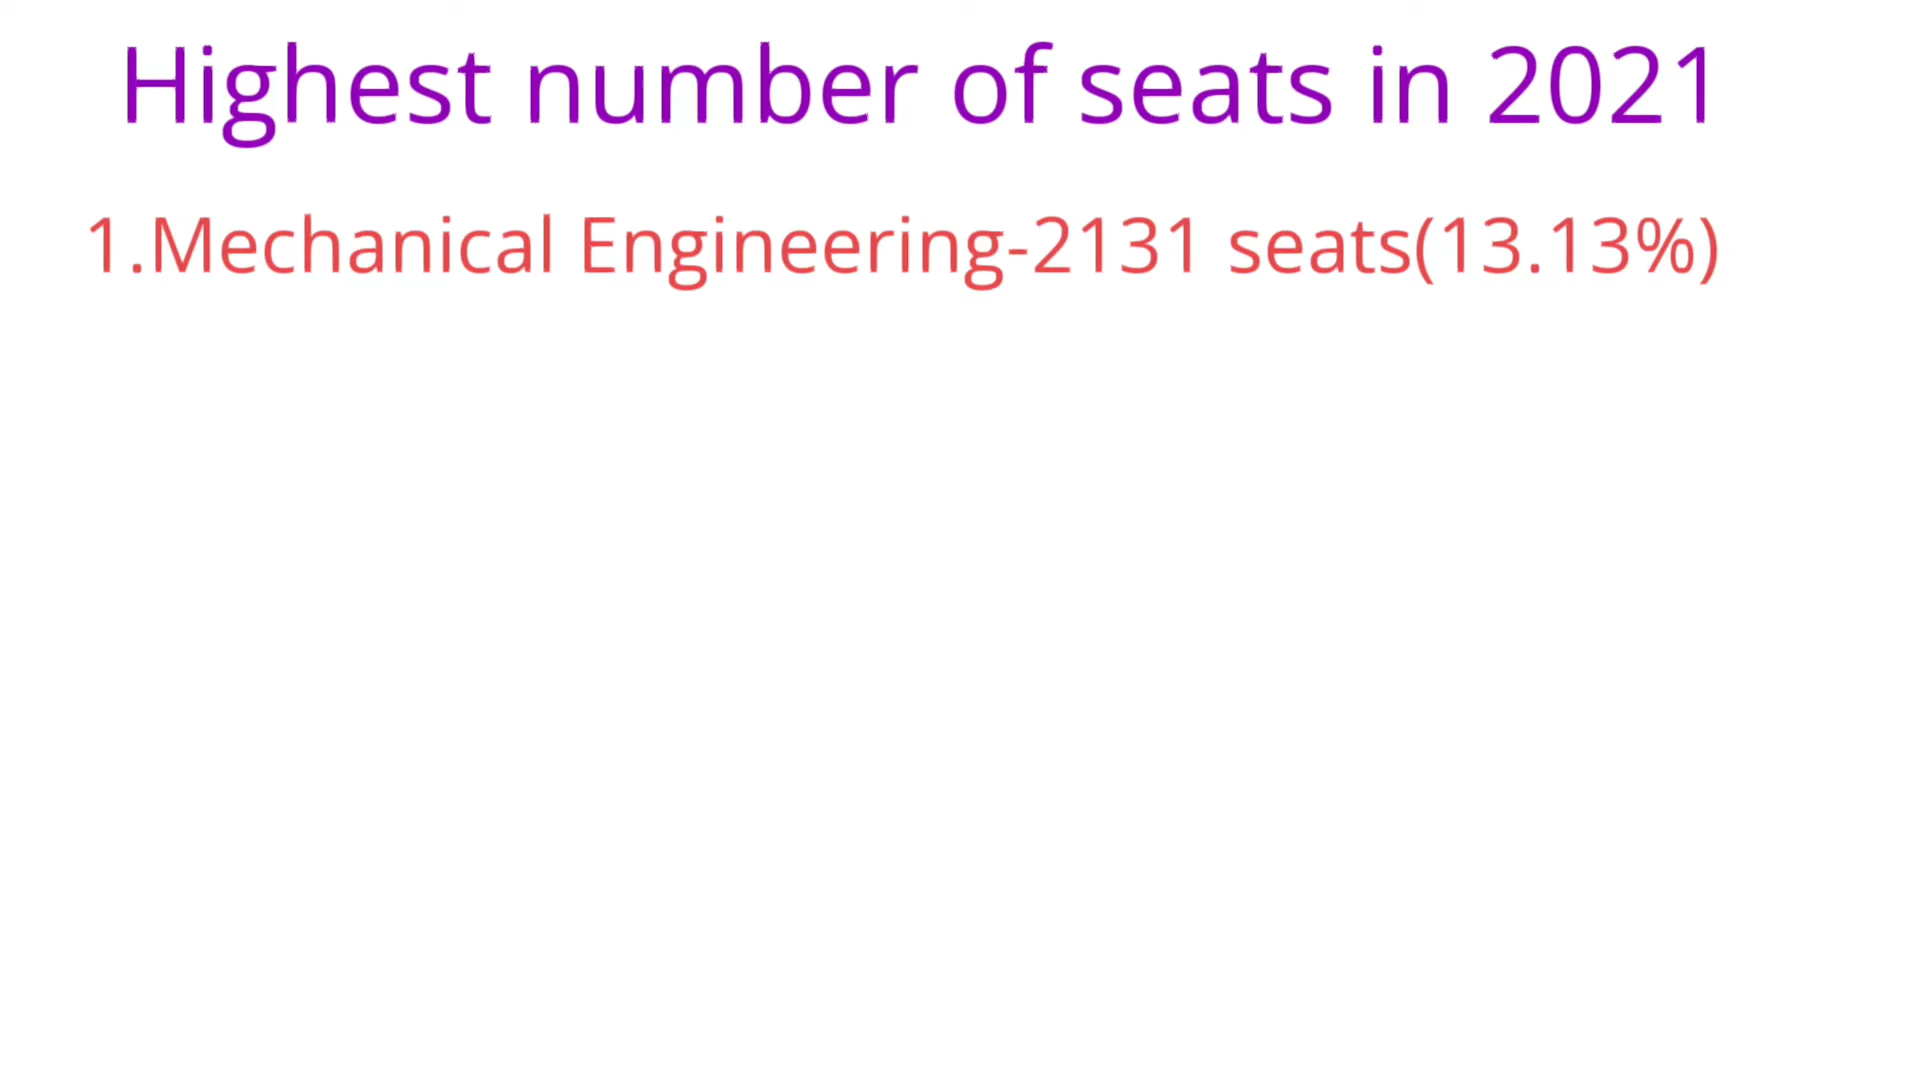 Highest number of seats in 2021
1.Mechanical Engineering-2131 seats(13.13%)